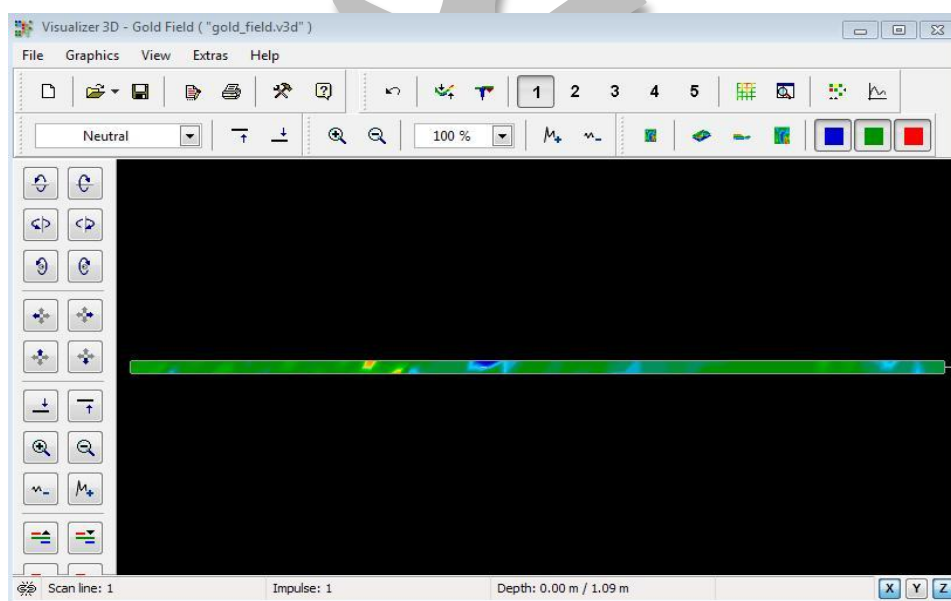 Visualizer 3D - Gold Field ( "gold_field.v3d" )
File Graphics View Extras Help
1 2 3 4 5
Neutral 100 %
Scan line: 1 Impulse: 1 Depth: 0.00 m / 1.09 m X Y Z